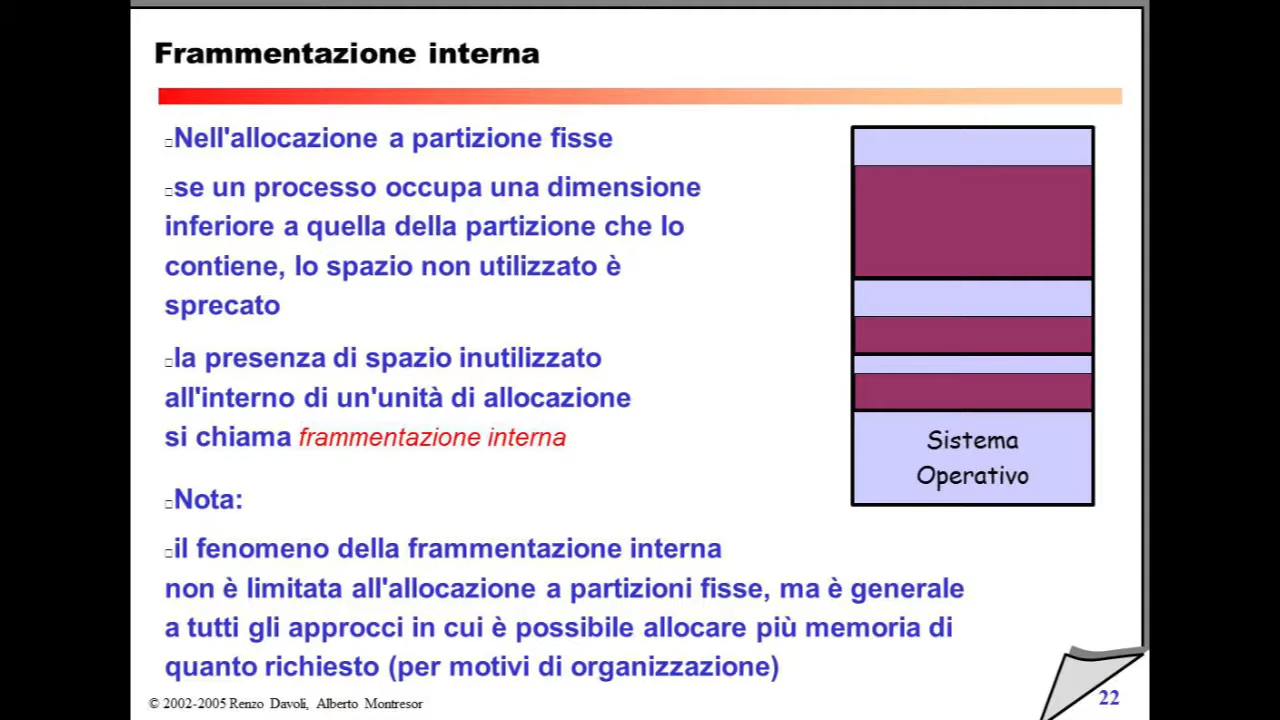 Frammentazione interna
Nell'allocazione a partizione fisse
se un processo occupa una dimensione
inferiore a quella della partizione che lo
contiene, lo spazio non utilizzato è
sprecato
la presenza di spazio inutilizzato
all'interno di un'unità di allocazione
si chiama frammentazione interna
Nota:
il fenomeno della frammentazione interna
non è limitata all'allocazione a partizioni fisse, ma è generale
a tutti gli approcci in cui è possibile allocare più memoria di
quanto richiesto (per motivi di organizzazione)
Sistema
Operativo
© 2002-2005 Renzo Davoli, Alberto Montresor
22